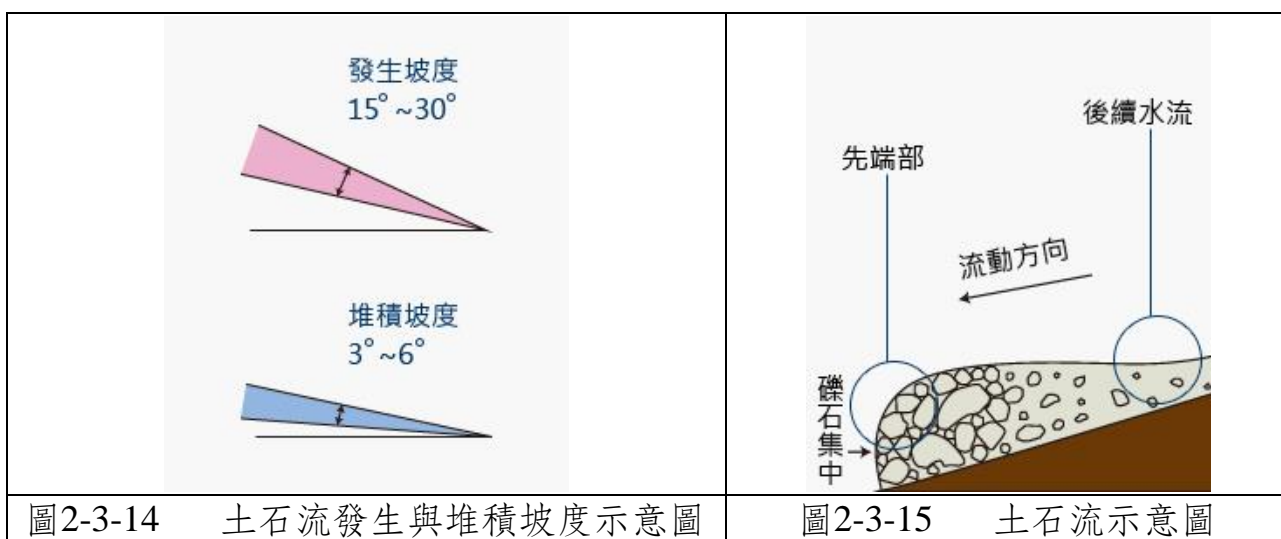 發生坡度
15°~30°
堆積坡度
3°~6°
圖2-3-14 土石流發生與堆積坡度示意圖
後續水流
先端部
流動方向
礫石集中
圖2-3-15 土石流示意圖